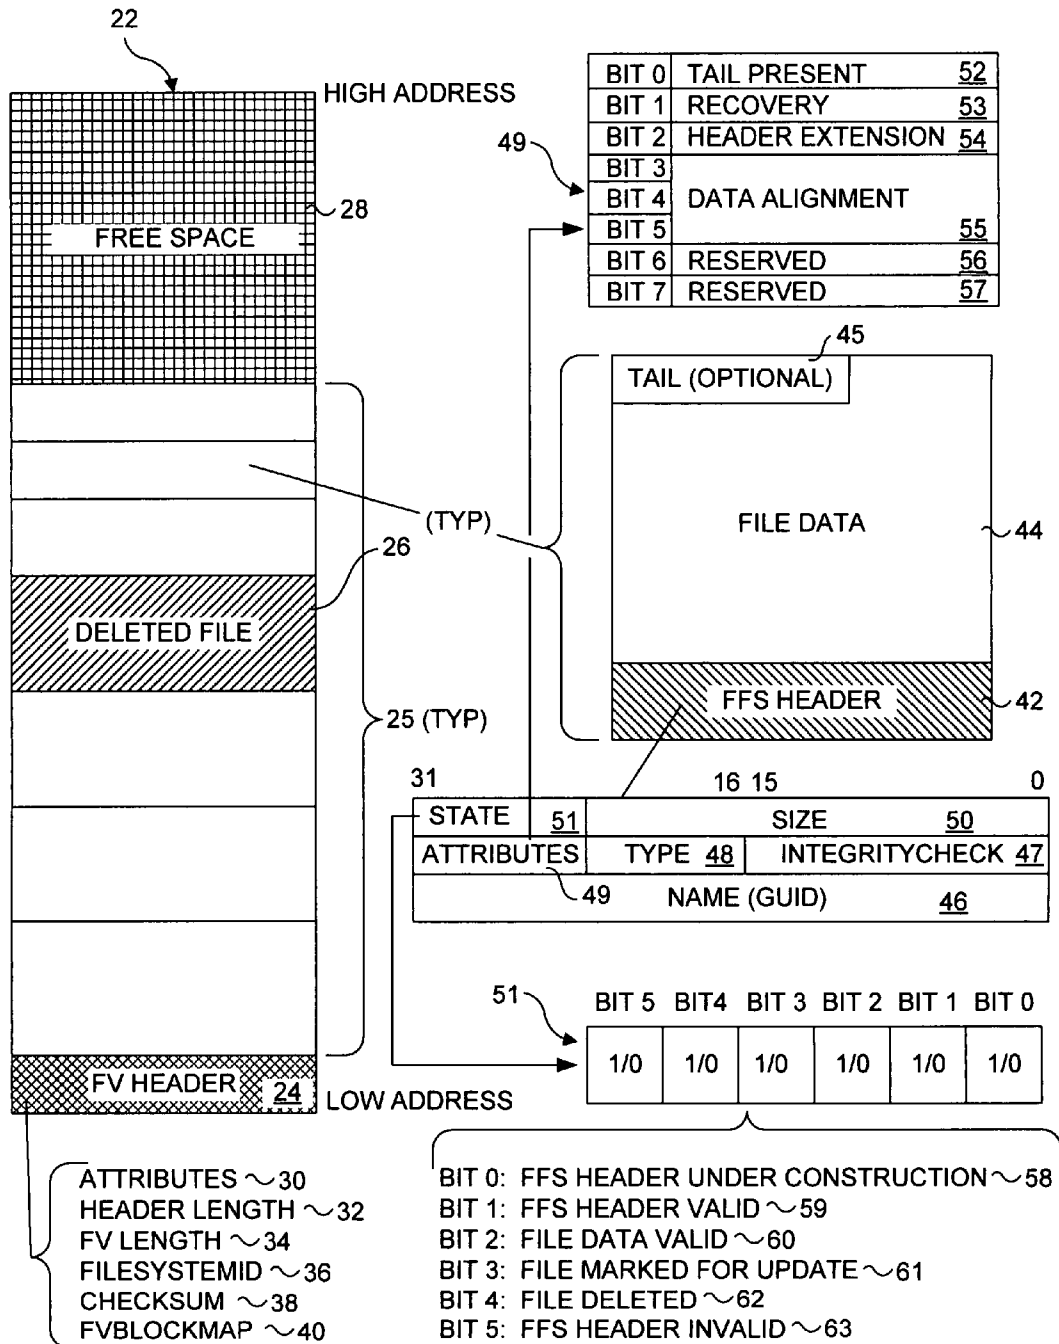 22
HIGH ADDRESS
28
FREE SPACE
26
DELETED FILE
25 (TYP)
(TYP)
FV HEADER 24
LOW ADDRESS
ATTRIBUTES ~30
HEADER LENGTH ~32
FV LENGTH ~34
FILESYSTEMID ~36
CHECKSUM ~38
FVBLOCKMAP ~40
49
BIT 0 TAIL PRESENT 52
BIT 1 RECOVERY 53
BIT 2 HEADER EXTENSION 54
BIT 3
BIT 4 DATA ALIGNMENT
BIT 5 55
BIT 6 RESERVED 56
BIT 7 RESERVED 57
45
TAIL (OPTIONAL)
FILE DATA
44
FFS HEADER
42
31 16 15 0
STATE 51 SIZE 50
ATTRIBUTES TYPE 48 INTEGRITYCHECK 47
49 NAME (GUID) 46
51
BIT 5 BIT4 BIT 3 BIT 2 BIT 1 BIT 0
1/0 1/0 1/0 1/0 1/0 1/0
BIT 0: FFS HEADER UNDER CONSTRUCTION ~58
BIT 1: FFS HEADER VALID ~59
BIT 2: FILE DATA VALID ~60
BIT 3: FILE MARKED FOR UPDATE ~61
BIT 4: FILE DELETED ~62
BIT 5: FFS HEADER INVALID ~63